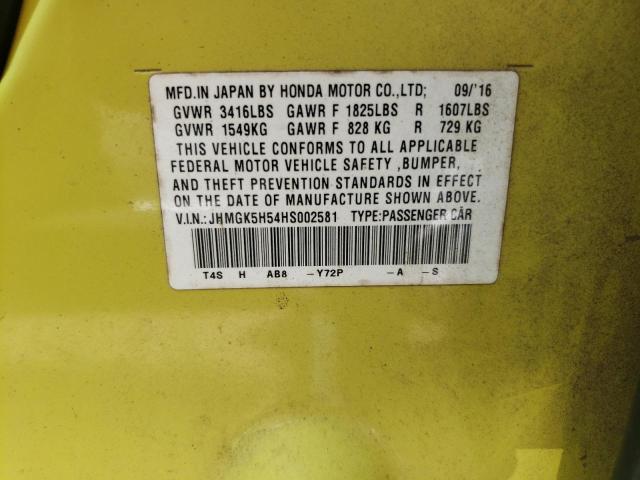 MFD.IN JAPAN BY HONDA MOTOR CO.,LTD; 09/'16
GVWR 3416LBS GAWR F 1825LBS R 1607LBS
GVWR 1549KG GAWR F 828 KG R 729 KG
THIS VEHICLE CONFORMS TO ALL APPLICABLE
FEDERAL MOTOR VEHICLE SAFETY ,BUMPER,
AND THEFT PREVENTION STANDARDS IN EFFECT
ON THE DATE OF MANUFACTURE SHOWN ABOVE.
V.I.N.:JHMGK5H54HS002581 TYPE:PASSENGER CAR
T4S H AB8 -Y72P -A -S